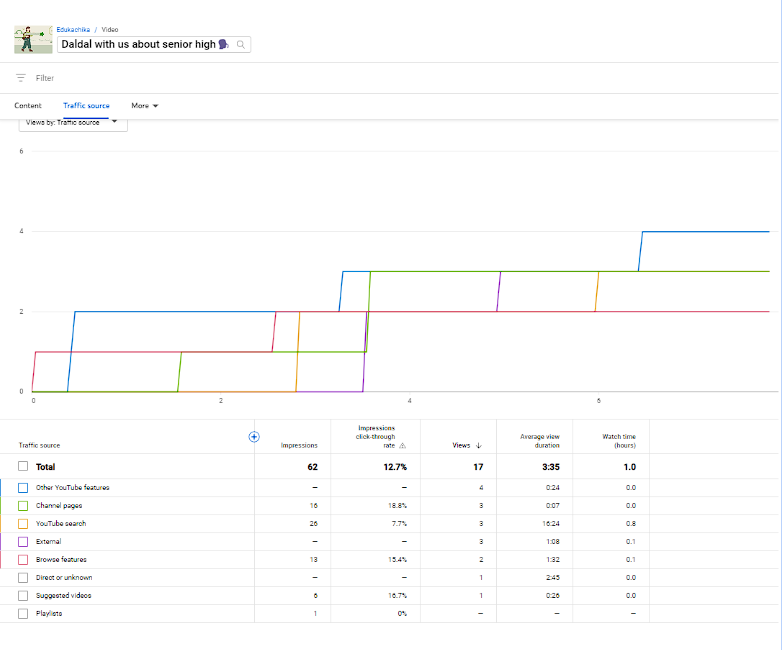 Edukachika / Video
Daldal with us about senior high
Filter
Content Traffic source More
Views by: Traffic source
6
4
2
0
0 2 4 6
Traffic source Impressions Impressions click-through rate Views Average view duration Watch time (hours)
Total 62 12.7% 17 3:35 1.0
Other YouTube features – – 4 0:24 0.0
Channel pages 16 18.8% 3 0:07 0.0
YouTube search 26 7.7% 3 16:24 0.8
External – – 3 1:08 0.1
Browse features 13 15.4% 2 1:32 0.1
Direct or unknown – – 1 2:45 0.0
Suggested videos 6 16.7% 1 0:26 0.0
Playlists 1 0% – – –